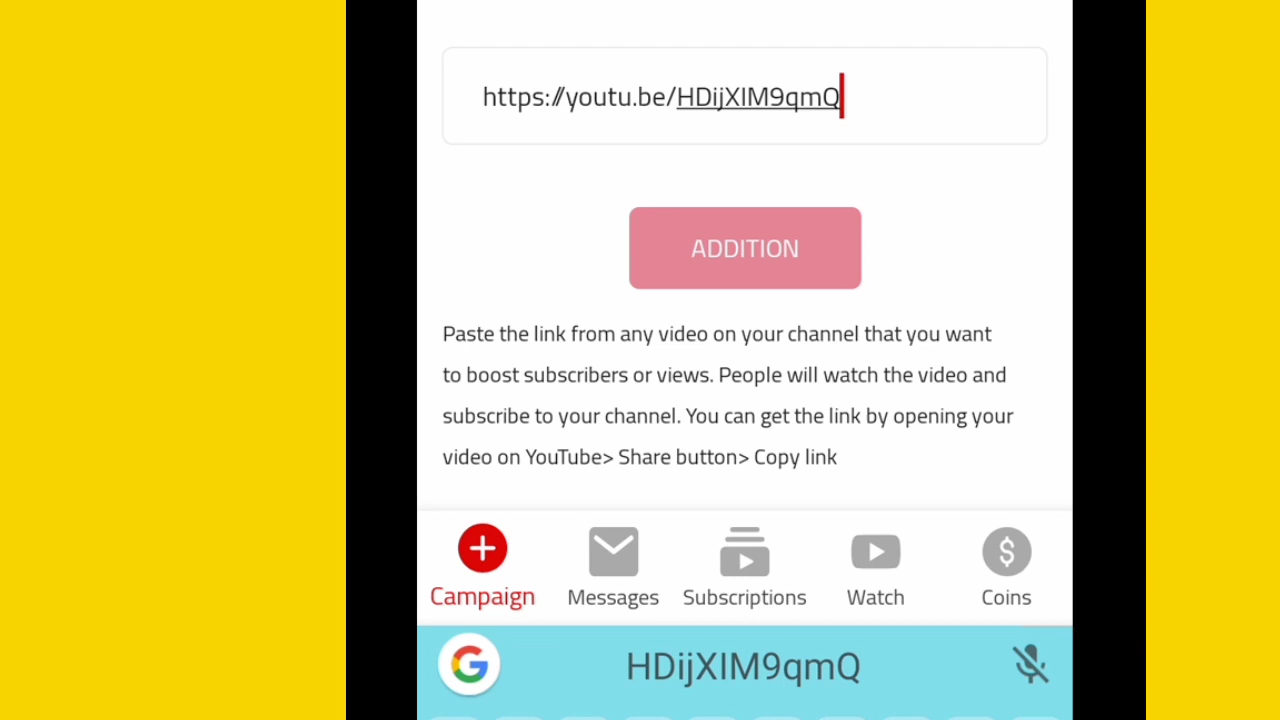 https://youtu.be/HDijXIM9qmQ
ADDITION
Paste the link from any video on your channel that you want
to boost subscribers or views. People will watch the video and
subscribe to your channel. You can get the link by opening your
video on YouTube> Share button> Copy link
Campaign Messages Subscriptions Watch Coins
HDijXIM9qmQ